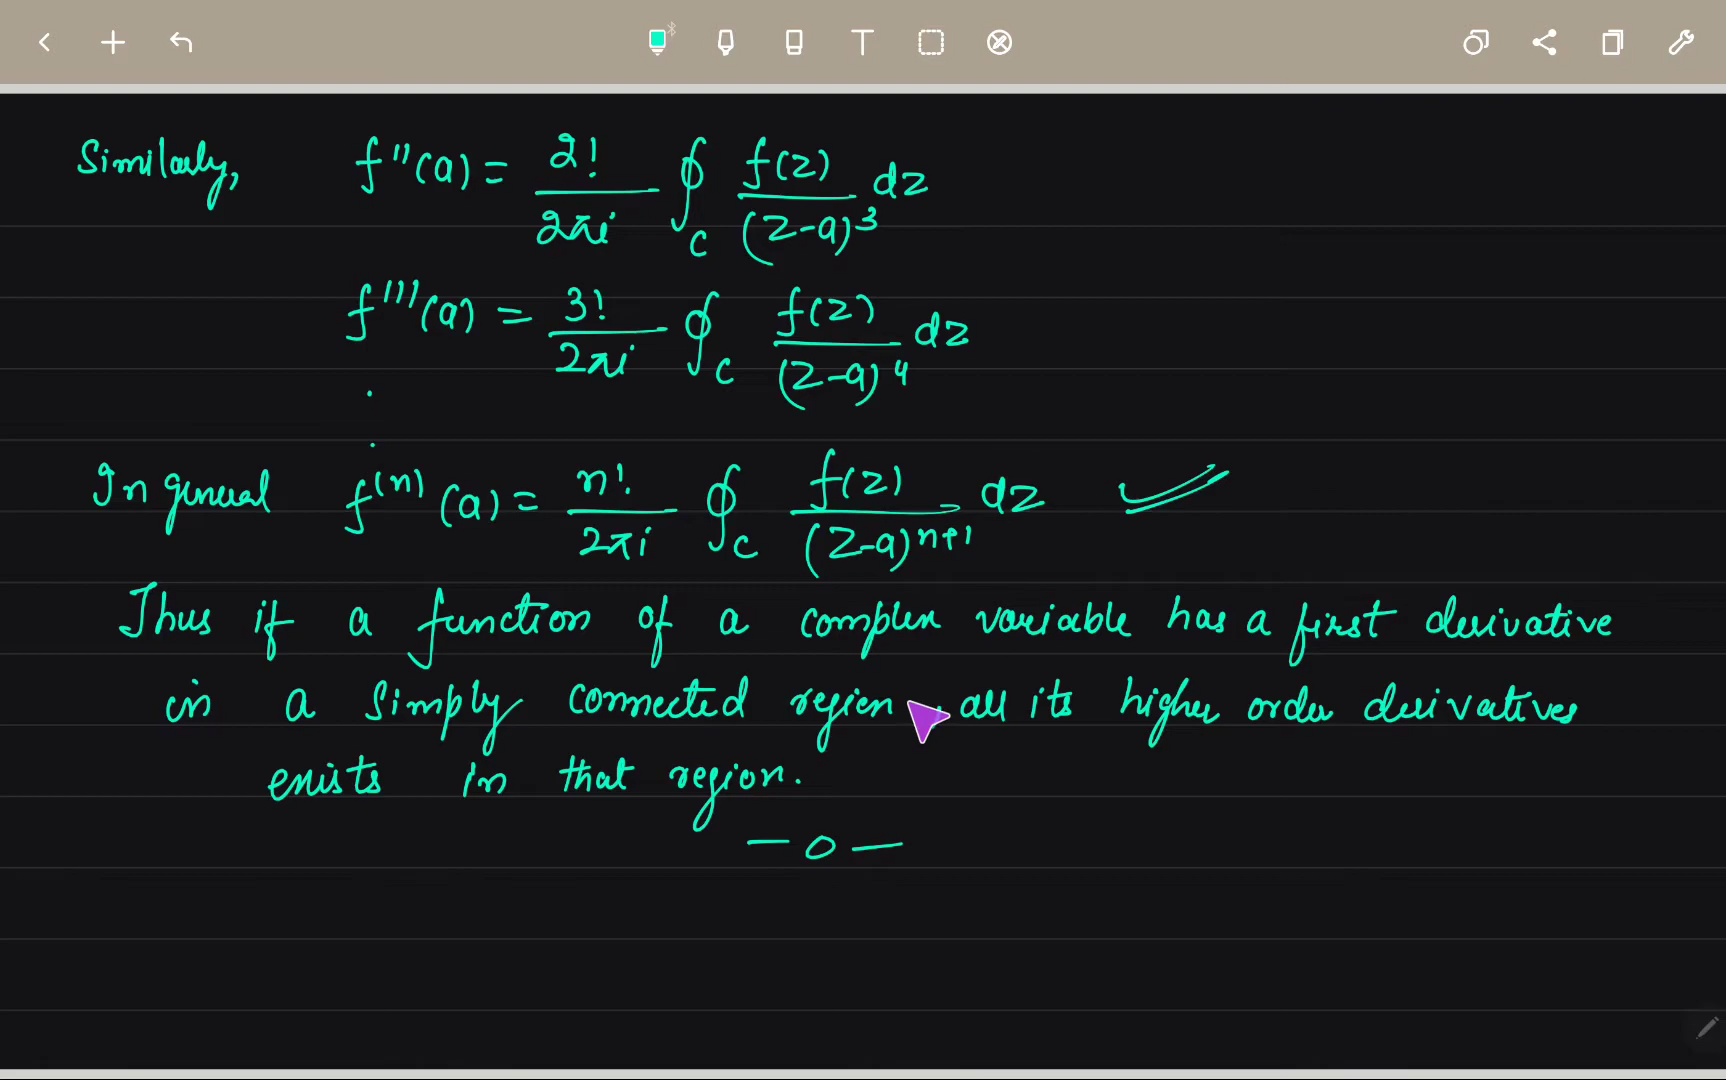 Similarly, f''(a) = 2!/2πi ∮_C f(z)/(z-a)^3 dz
f'''(a) = 3!/2πi ∮_C f(z)/(z-a)^4 dz
.
.
In general f^(n)(a) = n!/2πi ∮_C f(z)/(z-a)^n+1 dz
Thus if a function of a complex variable has a first derivative
in a simply connected region, all its higher order derivatives
exists in that region.
— 0 —